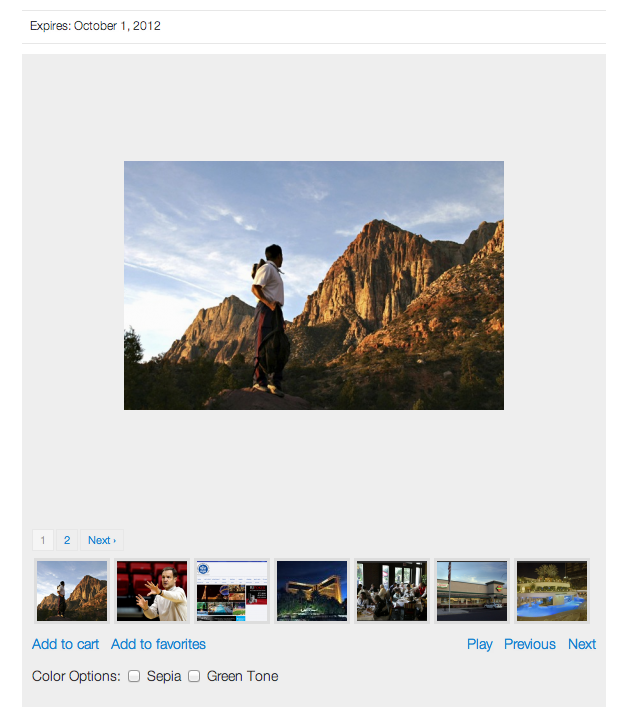 Expires: October 1, 2012
1 2 Next ›
Add to cart Add to favorites Play Previous Next
Color Options: Sepia Green Tone